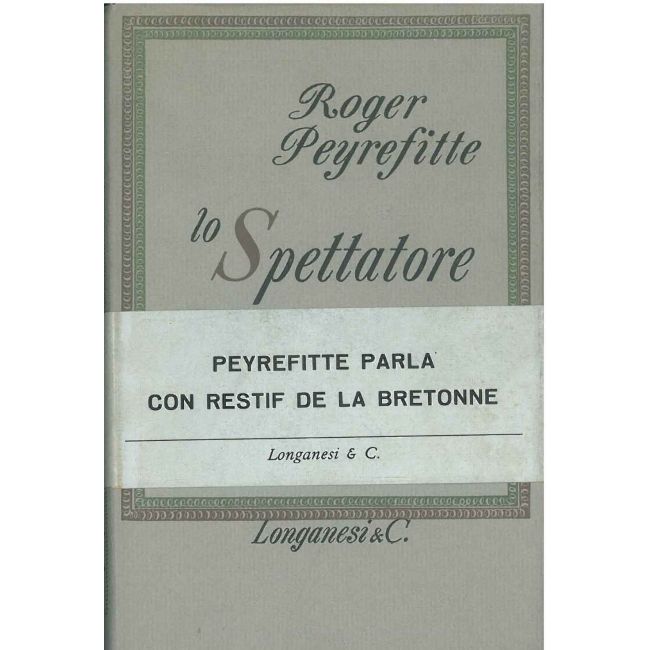 Roger
Peyrefitte
lo Spettatore
PEYREFITTE PARLA
CON RESTIF DE LA BRETONNE
Longanesi & C.
Longanesi & C.